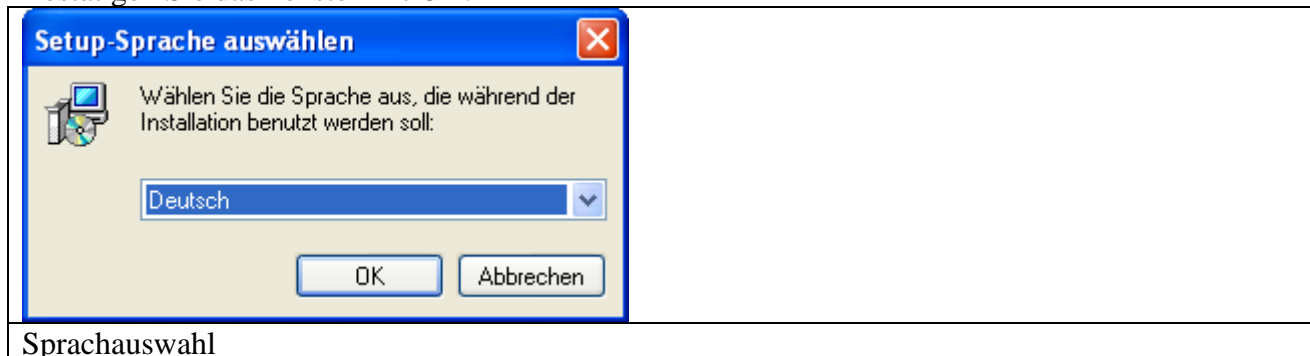 Setup-Sprache auswählen
Wählen Sie die Sprache aus, die während der
Installation benutzt werden soll:
Deutsch
OK
Abbrechen
Sprachauswahl